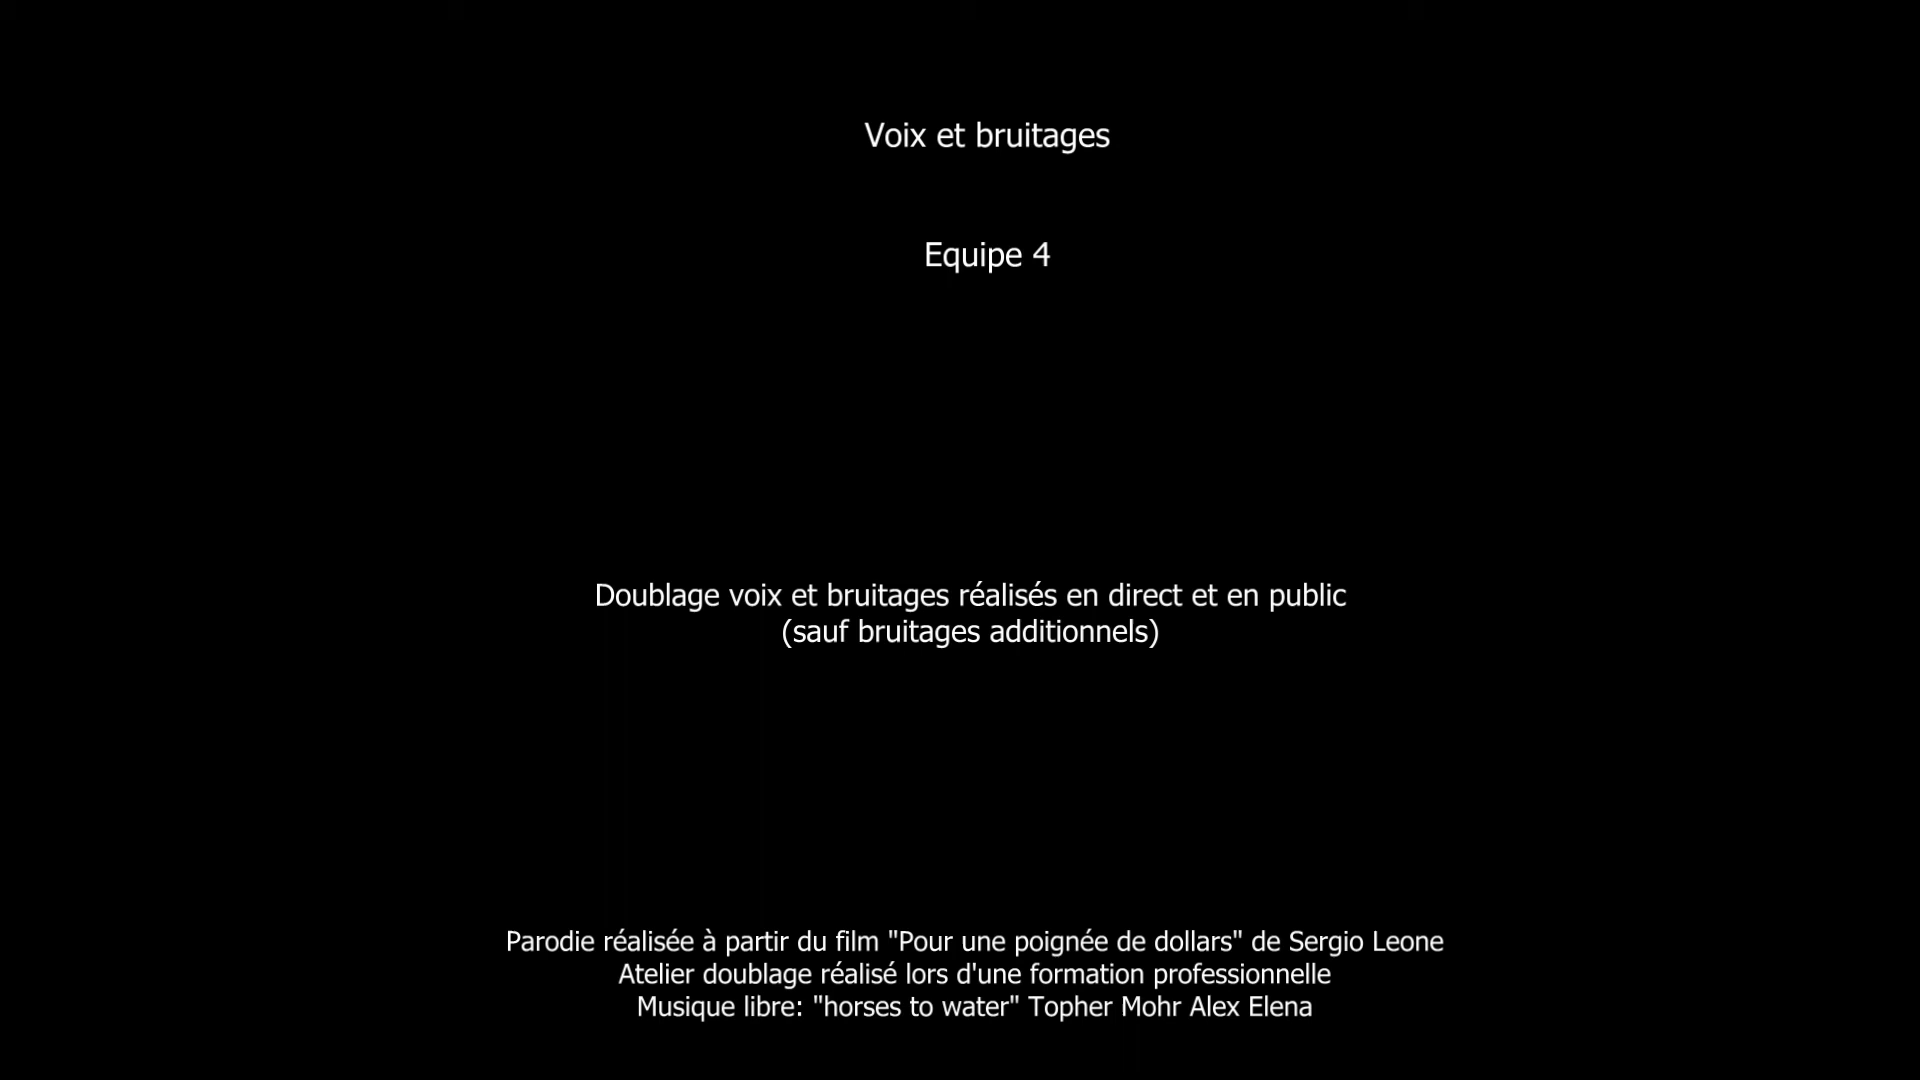 Voix et bruitages
Equipe 4
Doublage voix et bruitages réalisés en direct et en public
(sauf bruitages additionnels)
Parodie réalisée à partir du film "Pour une poignée de dollars" de Sergio Leone
Atelier doublage réalisé lors d'une formation professionnelle
Musique libre: "horses to water" Topher Mohr Alex Elena